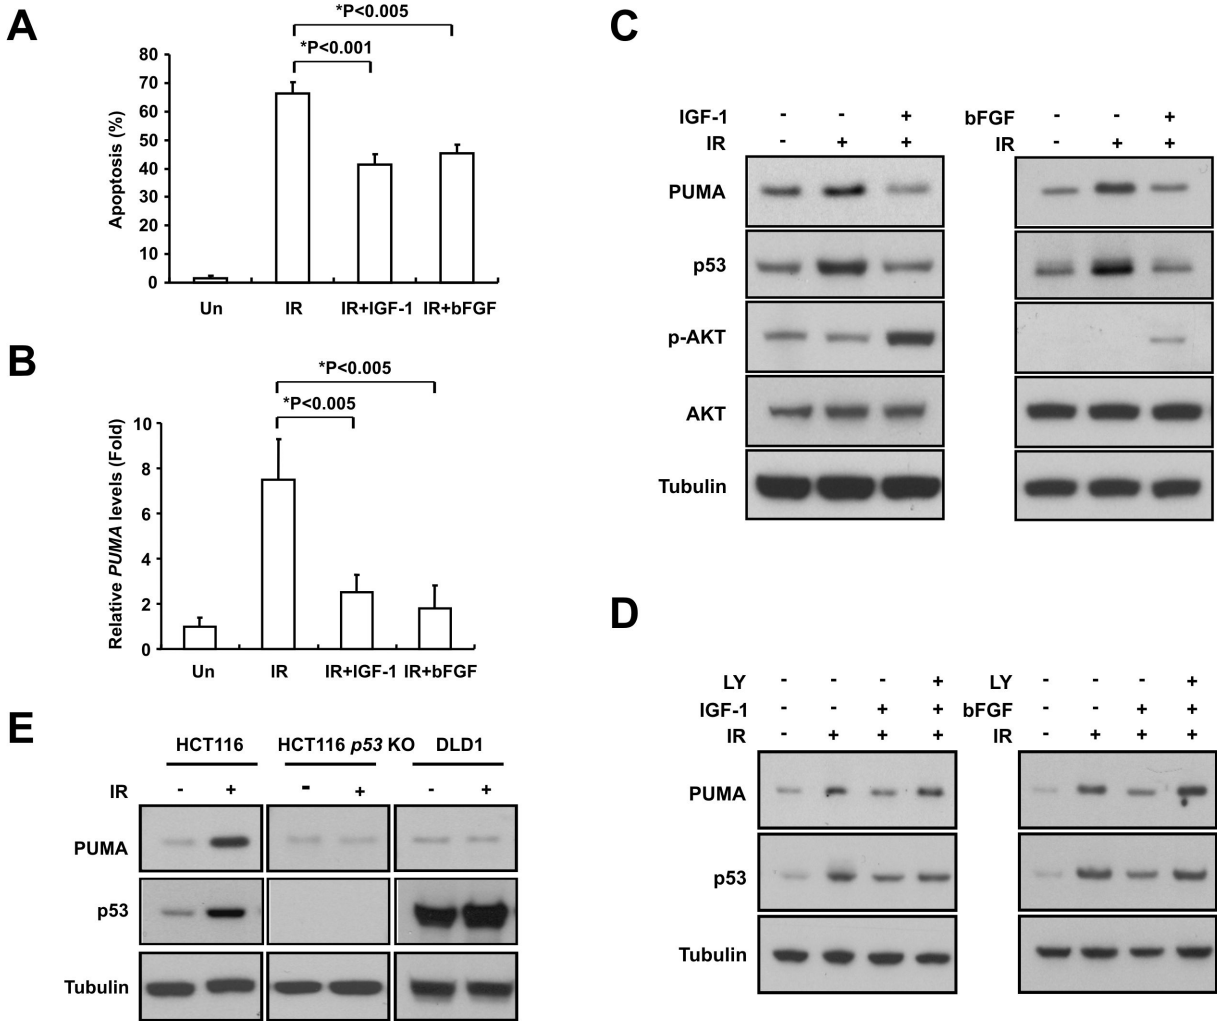 A
*P<0.005
*P<0.001
Apoptosis (%)
80
70
60
50
40
30
20
10
0
Un IR IR+IGF-1 IR+bFGF
B
*P<0.005
*P<0.005
Relative PUMA levels (Fold)
10
8
6
4
2
0
Un IR IR+IGF-1 IR+bFGF
C
IGF-1 - - +
IR - + +
PUMA
p53
p-AKT
AKT
Tubulin
bFGF - - +
IR - + +
D
LY - - - +
IGF-1 - - + +
IR - + + +
PUMA
p53
Tubulin
LY - - - +
bFGF - - + +
IR - + + +
E
HCT116 HCT116 p53 KO DLD1
IR - + - + - +
PUMA
p53
Tubulin